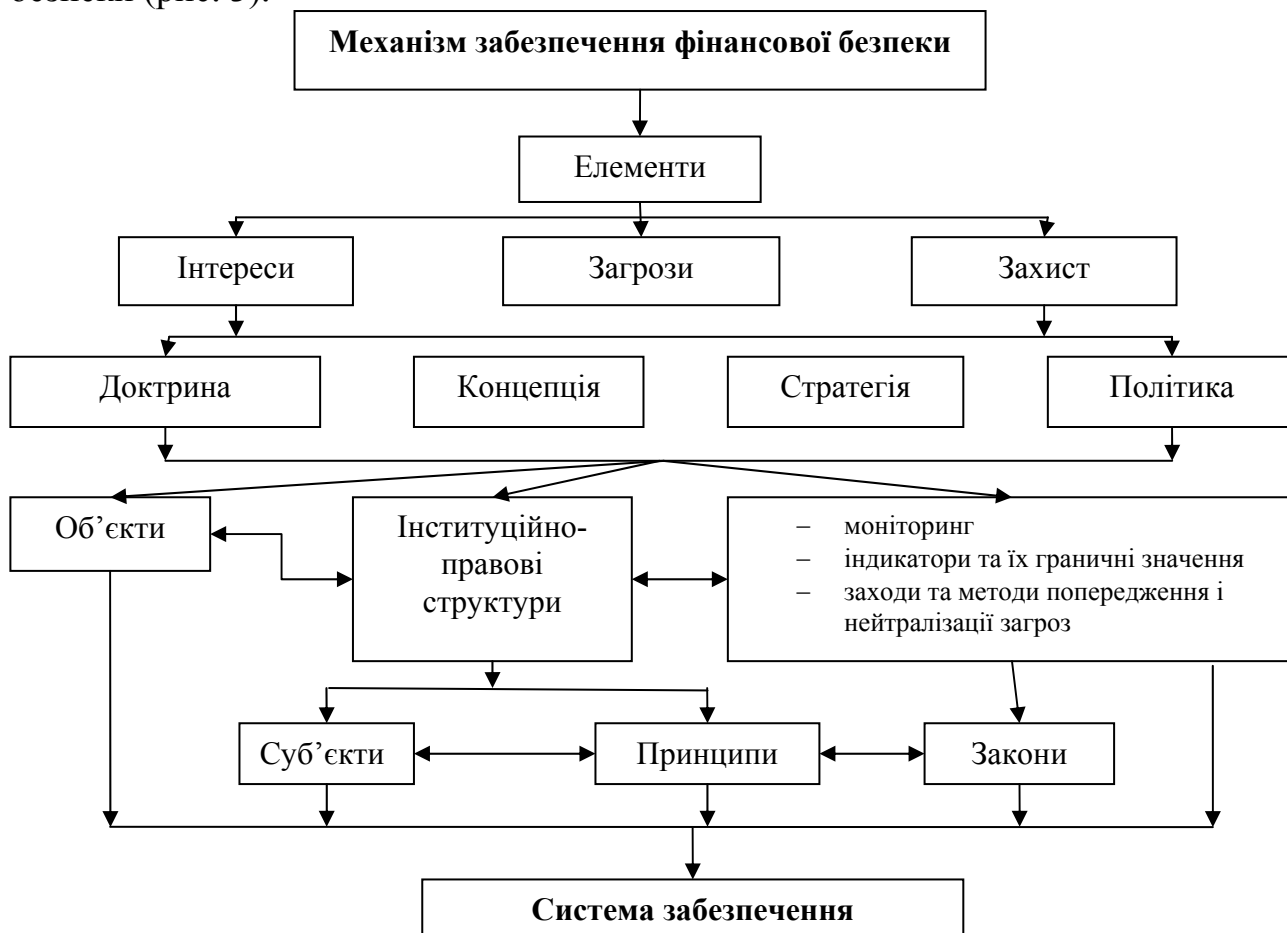 безпеки (рис. 3).
Механізм забезпечення фінансової безпеки
Елементи
Інтереси
Загрози
Захист
Доктрина
Концепція
Стратегія
Політика
Об’єкти
Інституційно-
правові
структури
– моніторинг
– індикатори та їх граничні значення
– заходи та методи попередження і
нейтралізації загроз
Суб’єкти
Принципи
Закони
Система забезпечення